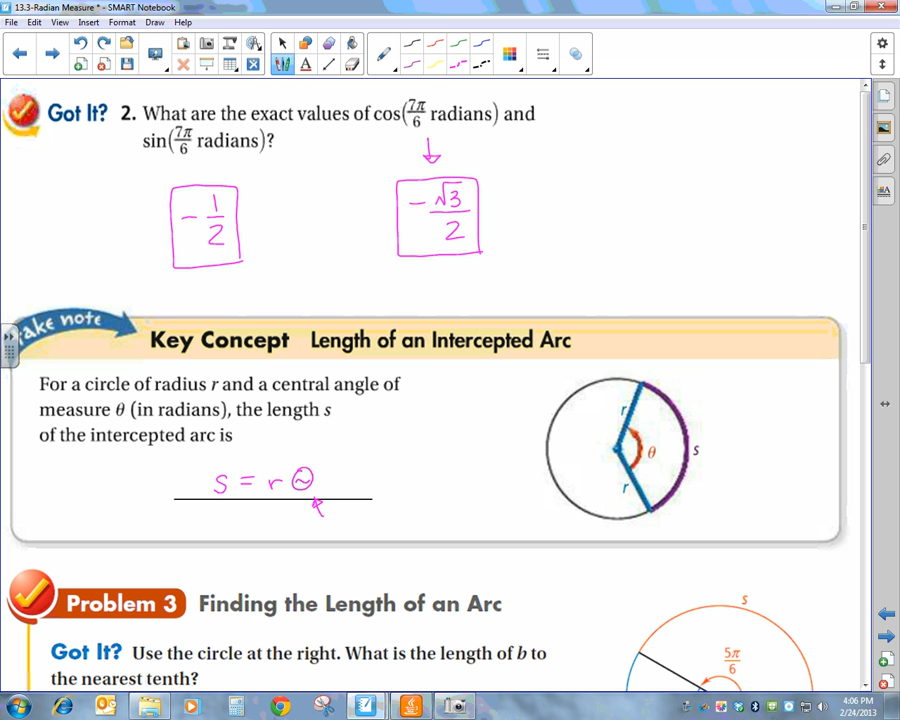 13.3-Radian Measure * - SMART Notebook
File Edit View Insert Format Draw Help
Got It? 2. What are the exact values of cos(7π/6 radians) and
sin(7π/6 radians)?
- 1/2
- √3/2
Take note
Key Concept Length of an Intercepted Arc
For a circle of radius r and a central angle of
measure θ (in radians), the length s
of the intercepted arc is
s = r θ
r
θ
s
r
Problem 3 Finding the Length of an Arc
s
Got It? Use the circle at the right. What is the length of b to
the nearest tenth?
5π/6
4:06 PM
2/24/2013